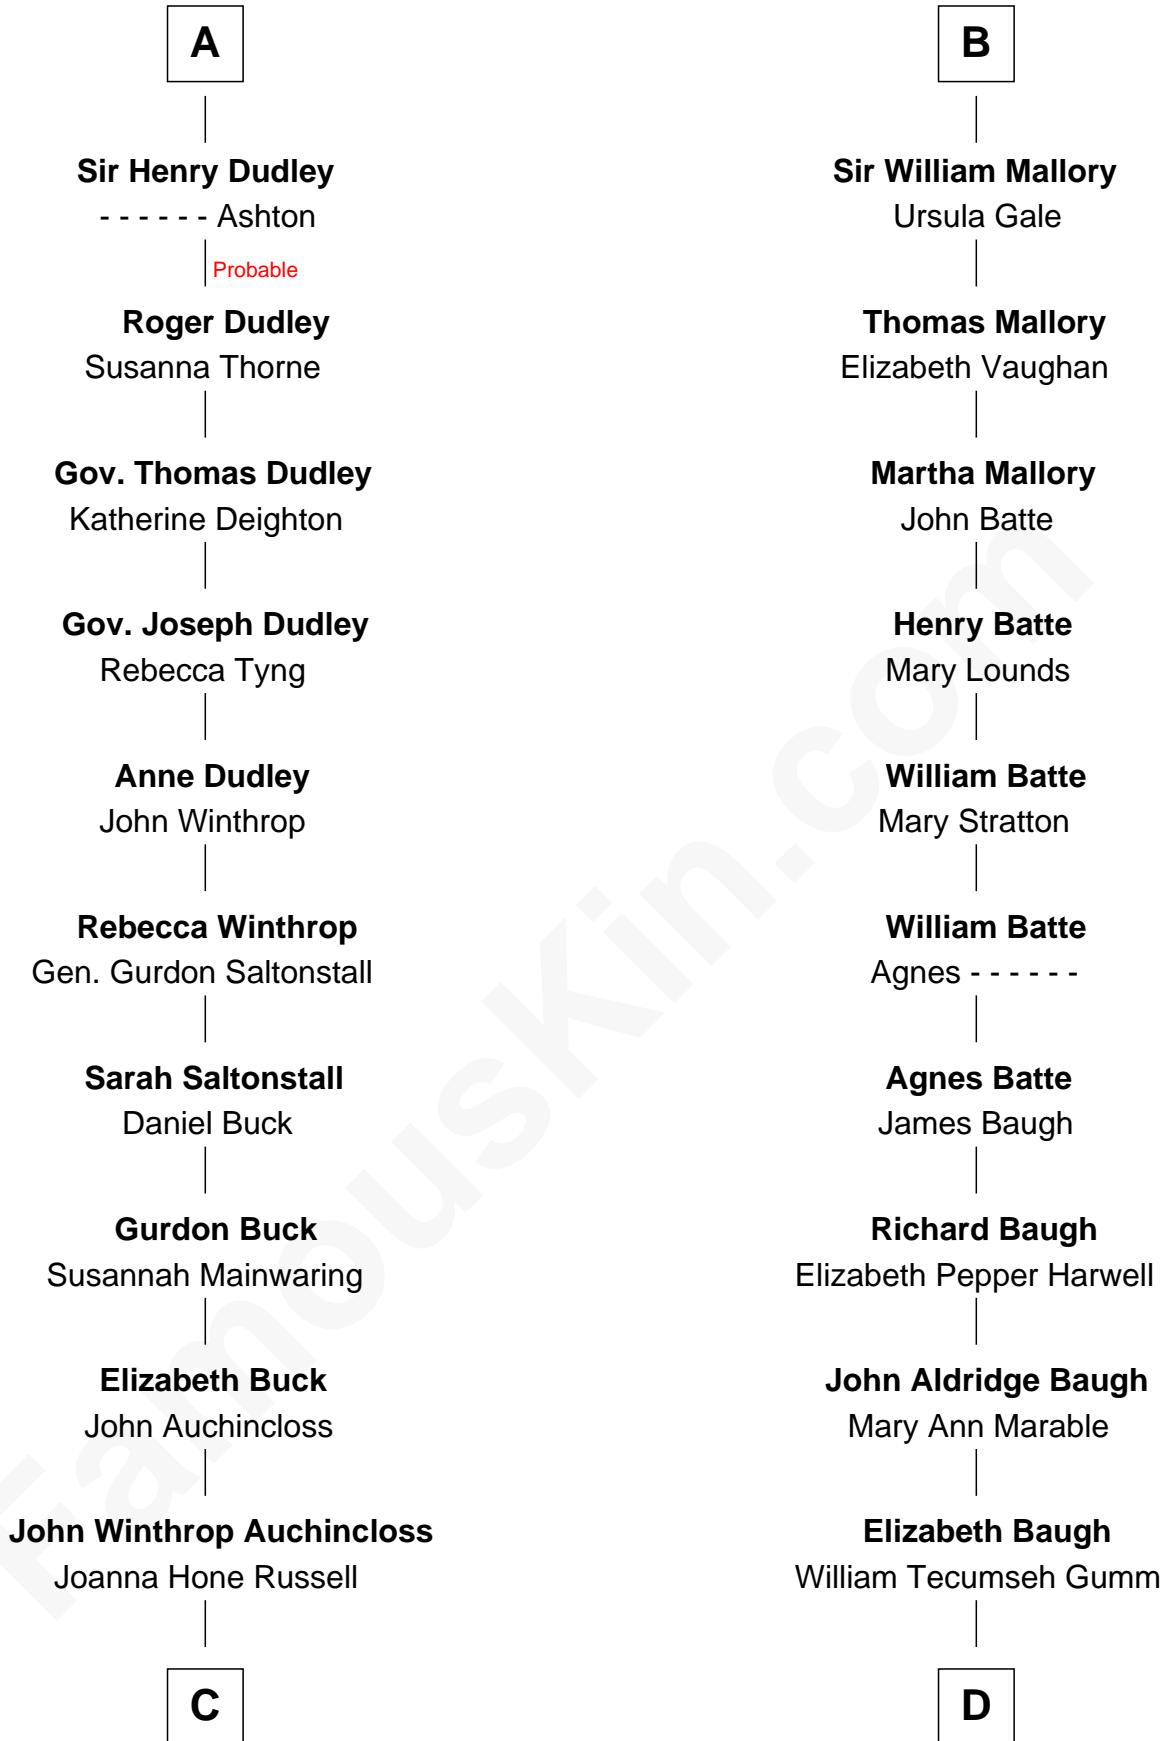 A
Sir Henry Dudley
- - - - - - Ashton
Probable
Roger Dudley
Susanna Thorne
Gov. Thomas Dudley
Katherine Deighton
Gov. Joseph Dudley
Rebecca Tyng
Anne Dudley
John Winthrop
Rebecca Winthrop
Gen. Gurdon Saltonstall
Sarah Saltonstall
Daniel Buck
Gurdon Buck
Susannah Mainwaring
Elizabeth Buck
John Auchincloss
John Winthrop Auchincloss
Joanna Hone Russell
C
B
Sir William Mallory
Ursula Gale
Thomas Mallory
Elizabeth Vaughan
Martha Mallory
John Batte
Henry Batte
Mary Lounds
William Batte
Mary Stratton
William Batte
Agnes - - - - - -
Agnes Batte
James Baugh
Richard Baugh
Elizabeth Pepper Harwell
John Aldridge Baugh
Mary Ann Marable
Elizabeth Baugh
William Tecumseh Gumm
D
FamousKin.com